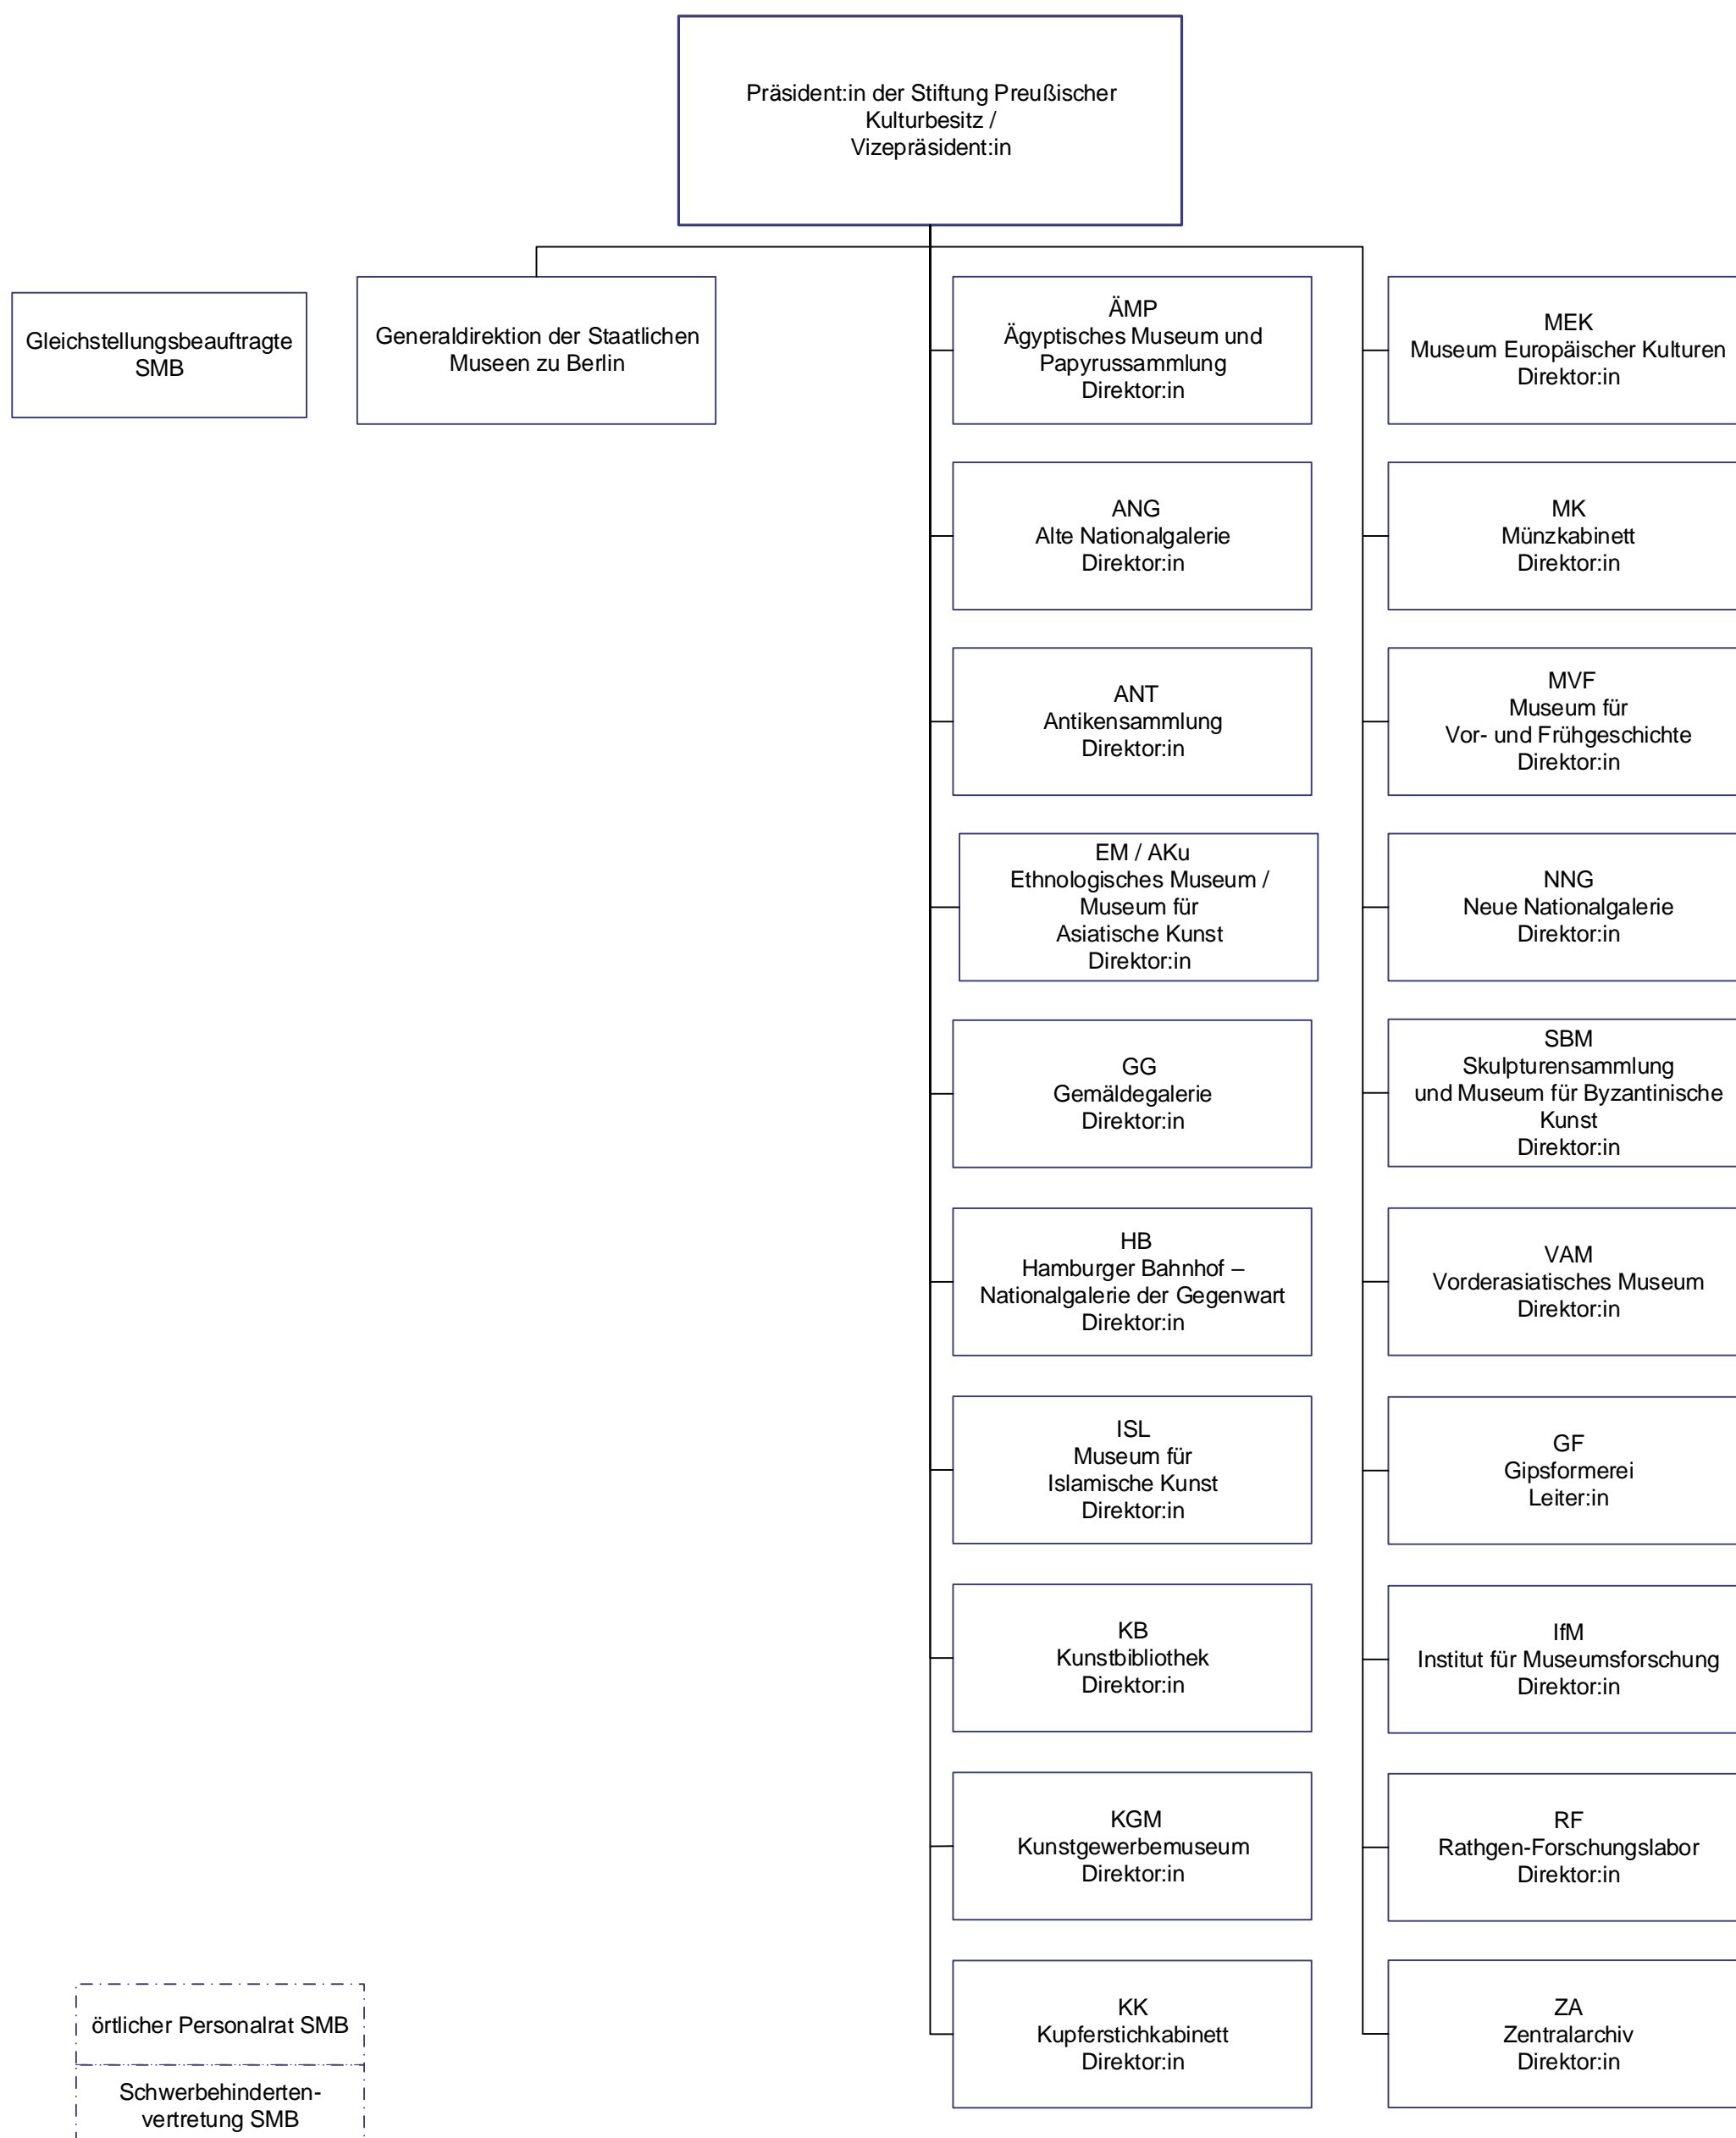 Präsident:in der Stiftung Preußischer
Kulturbesitz /
Vizepräsident:in
Gleichstellungsbeauftragte
SMB
Generaldirektion der Staatlichen
Museen zu Berlin
ÄMP
Ägyptisches Museum und
Papyrussammlung
Direktor:in
ANG
Alte Nationalgalerie
Direktor:in
ANT
Antikensammlung
Direktor:in
EM / AKu
Ethnologisches Museum /
Museum für
Asiatische Kunst
Direktor:in
GG
Gemäldegalerie
Direktor:in
HB
Hamburger Bahnhof –
Nationalgalerie der Gegenwart
Direktor:in
ISL
Museum für
Islamische Kunst
Direktor:in
KB
Kunstbibliothek
Direktor:in
KGM
Kunstgewerbemuseum
Direktor:in
KK
Kupferstichkabinett
Direktor:in
MEK
Museum Europäischer Kulturen
Direktor:in
MK
Münzkabinett
Direktor:in
MVF
Museum für
Vor- und Frühgeschichte
Direktor:in
NNG
Neue Nationalgalerie
Direktor:in
SBM
Skulpturensammlung
und Museum für Byzantinische
Kunst
Direktor:in
VAM
Vorderasiatisches Museum
Direktor:in
GF
Gipsformerei
Leiter:in
IfM
Institut für Museumsforschung
Direktor:in
RF
Rathgen-Forschungslabor
Direktor:in
ZA
Zentralarchiv
Direktor:in
örtlicher Personalrat SMB
Schwerbehinderten-
vertretung SMB